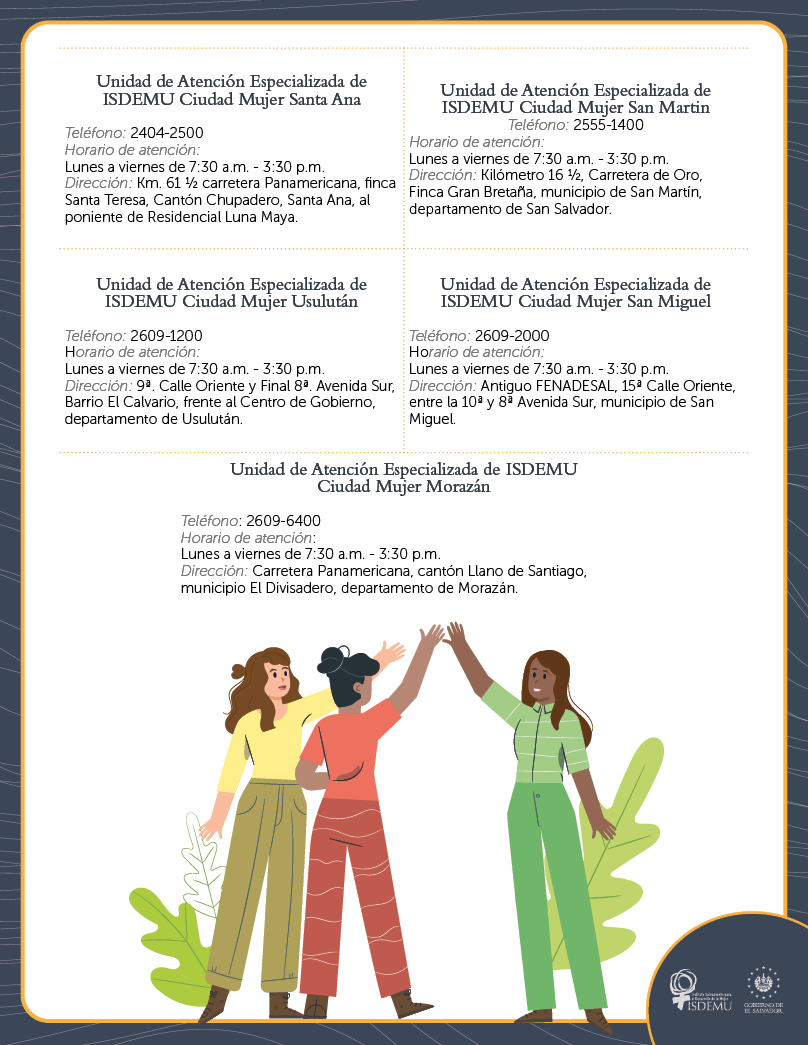 Unidad de Atención Especializada de
ISDEMU Ciudad Mujer Santa Ana
Teléfono: 2404-2500
Horario de atención:
Lunes a viernes de 7:30 a.m. - 3:30 p.m.
Dirección: Km. 61 ½ carretera Panamericana, finca
Santa Teresa, Cantón Chupadero, Santa Ana, al
poniente de Residencial Luna Maya.
Unidad de Atención Especializada de
ISDEMU Ciudad Mujer San Martin
Teléfono: 2555-1400
Horario de atención:
Lunes a viernes de 7:30 a.m. - 3:30 p.m.
Dirección: Kilómetro 16 ½, Carretera de Oro,
Finca Gran Bretaña, municipio de San Martín,
departamento de San Salvador.
Unidad de Atención Especializada de
ISDEMU Ciudad Mujer Usulután
Teléfono: 2609-1200
Horario de atención:
Lunes a viernes de 7:30 a.m. - 3:30 p.m.
Dirección: 9ª. Calle Oriente y Final 8ª. Avenida Sur,
Barrio El Calvario, frente al Centro de Gobierno,
departamento de Usulután.
Unidad de Atención Especializada de
ISDEMU Ciudad Mujer San Miguel
Teléfono: 2609-2000
Horario de atención:
Lunes a viernes de 7:30 a.m. - 3:30 p.m.
Dirección: Antiguo FENADESAL, 15ª Calle Oriente,
entre la 10ª y 8ª Avenida Sur, municipio de San
Miguel.
Unidad de Atención Especializada de ISDEMU
Ciudad Mujer Morazán
Teléfono: 2609-6400
Horario de atención:
Lunes a viernes de 7:30 a.m. - 3:30 p.m.
Dirección: Carretera Panamericana, cantón Llano de Santiago,
municipio El Divisadero, departamento de Morazán.
ISDEMU
GOBIERNO DE
EL SALVADOR